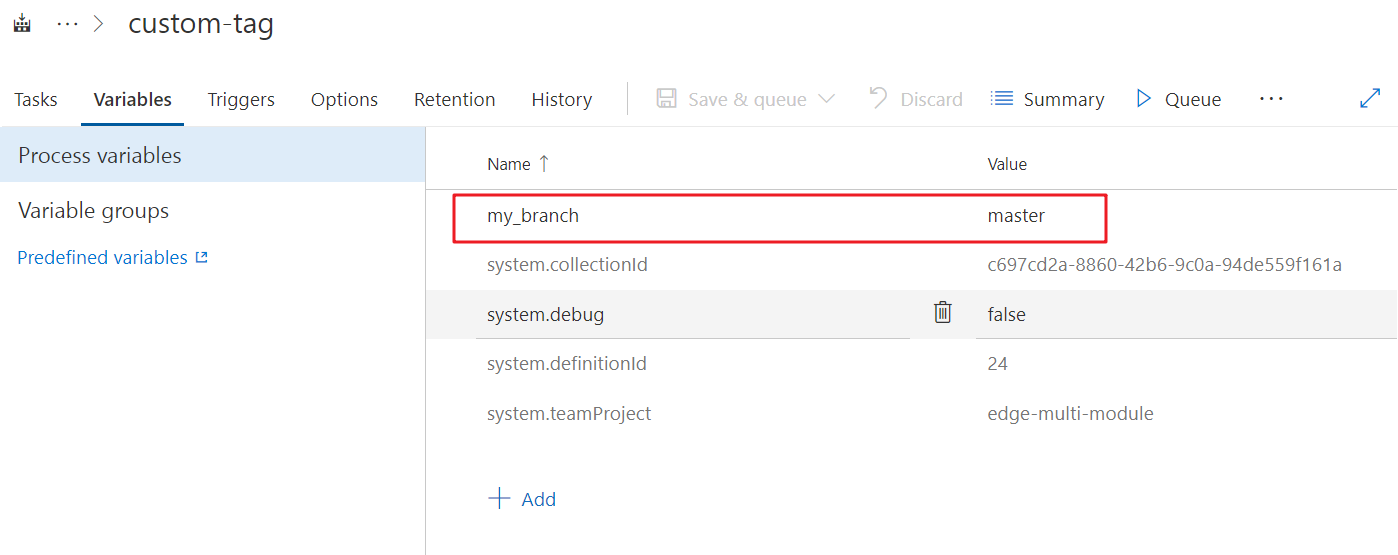 ··· > custom-tag
Tasks Variables Triggers Options Retention History Save & queue Discard Summary Queue ···
Process variables
Variable groups
Predefined variables
Name ↑ Value
my_branch master
system.collectionId c697cd2a-8860-42b6-9c0a-94de559f161a
system.debug false
system.definitionId 24
system.teamProject edge-multi-module
+ Add